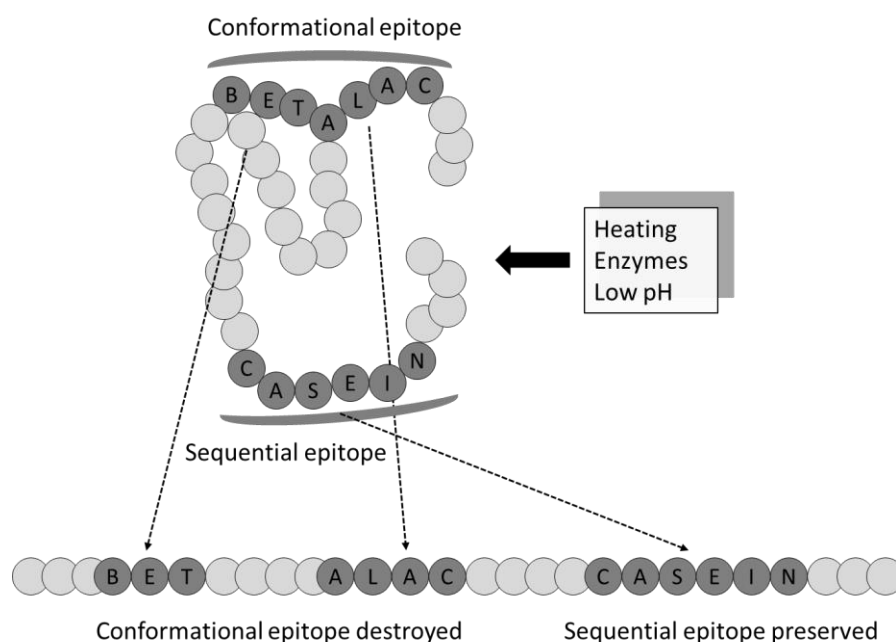 Conformational epitope
B E T A L A C
Heating
Enzymes
Low pH
C A S E I N
Sequential epitope
B E T A L A C C A S E I N
Conformational epitope destroyed Sequential epitope preserved